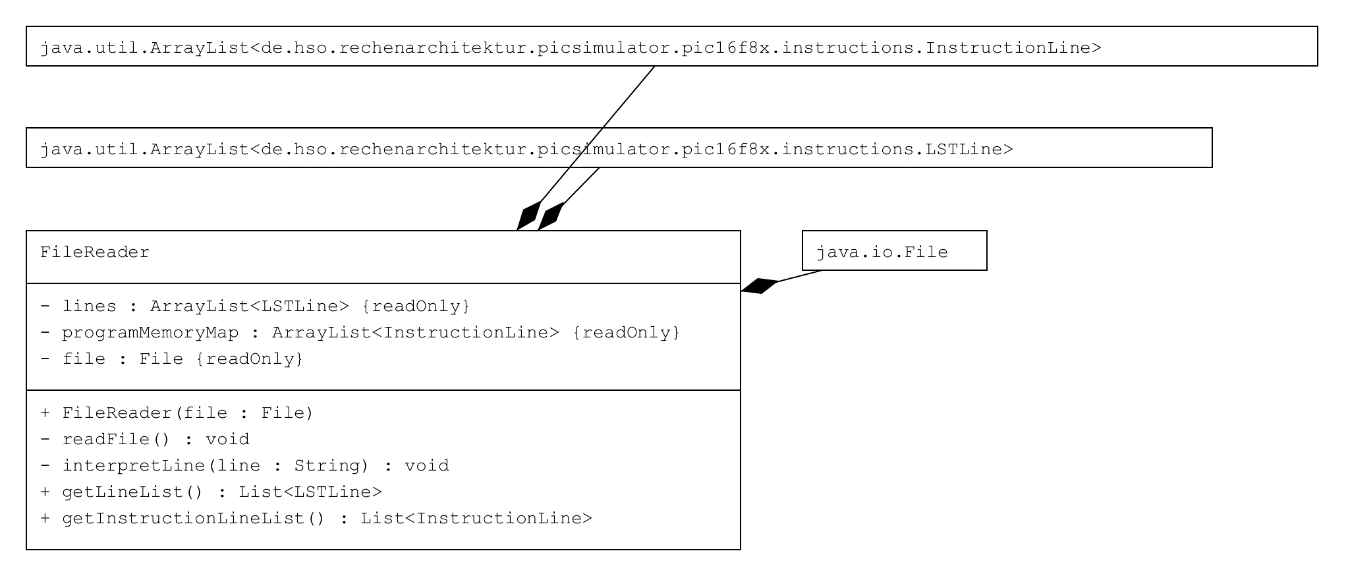 java.util.ArrayList<de.hso.rechenarchitektur.picsimulator.pic16f8x.instructions.InstructionLine>
java.util.ArrayList<de.hso.rechenarchitektur.picsimulator.pic16f8x.instructions.LSTLine>
FileReader
java.io.File
- lines : ArrayList<LSTLine> {readOnly}
- programMemoryMap : ArrayList<InstructionLine> {readOnly}
- file : File {readOnly}
+ FileReader(file : File)
- readFile() : void
- interpretLine(line : String) : void
+ getLineList() : List<LSTLine>
+ getInstructionLineList() : List<InstructionLine>